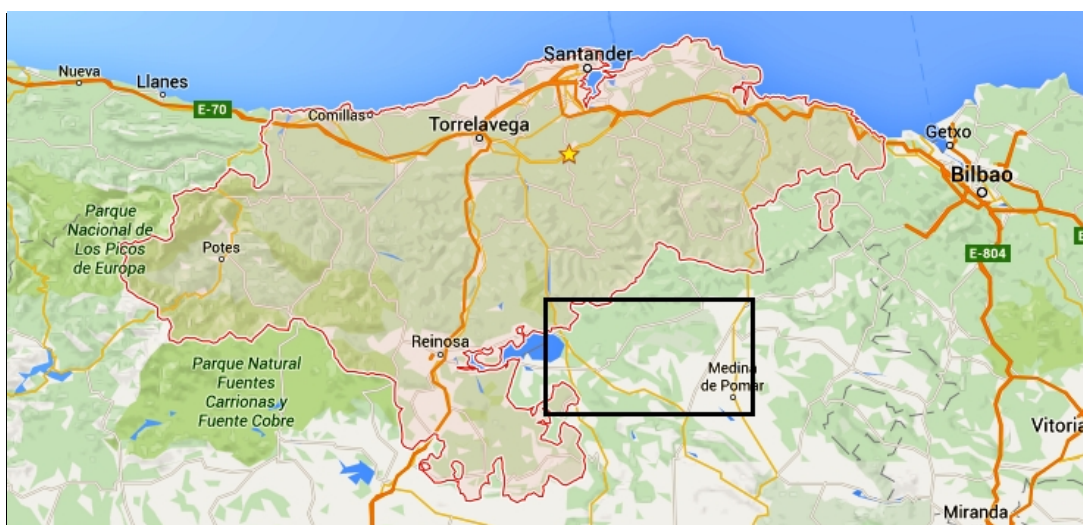 Santander
Nueva
Llanes
E-70
Comillas
Torrelavega
Getxo
Bilbao
Parque
Nacional de
Los Picos
de Europa
Potes
E-804
Reinosa
Parque Natural
Fuentes
Carrionas y
Fuente Cobre
Medina
de Pomar
Vitoria
Miranda